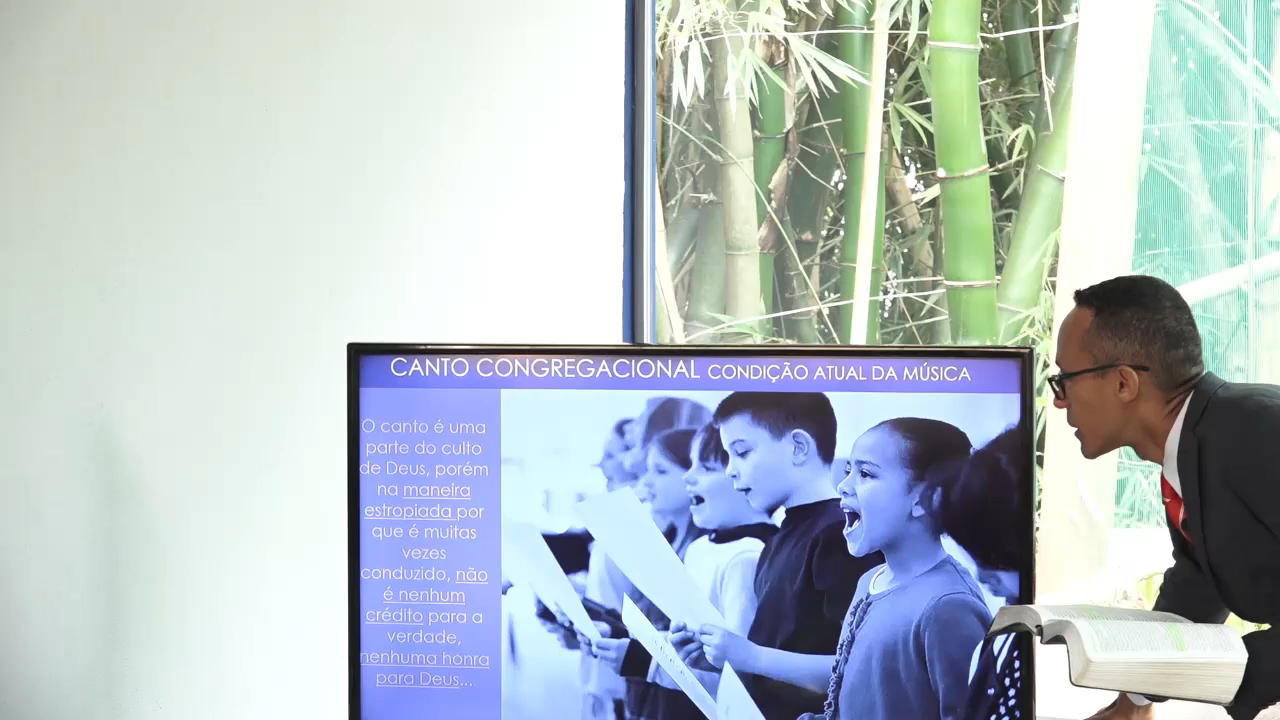 CANTO CONGREGACIONAL CONDIÇÃO ATUAL DA MÚSICA
O canto é uma
parte do culto
de Deus, porém
na maneira
estropiada por
que é muitas
vezes
conduzido, não
é nenhum
crédito para a
verdade,
nenhuma honra
para Deus...